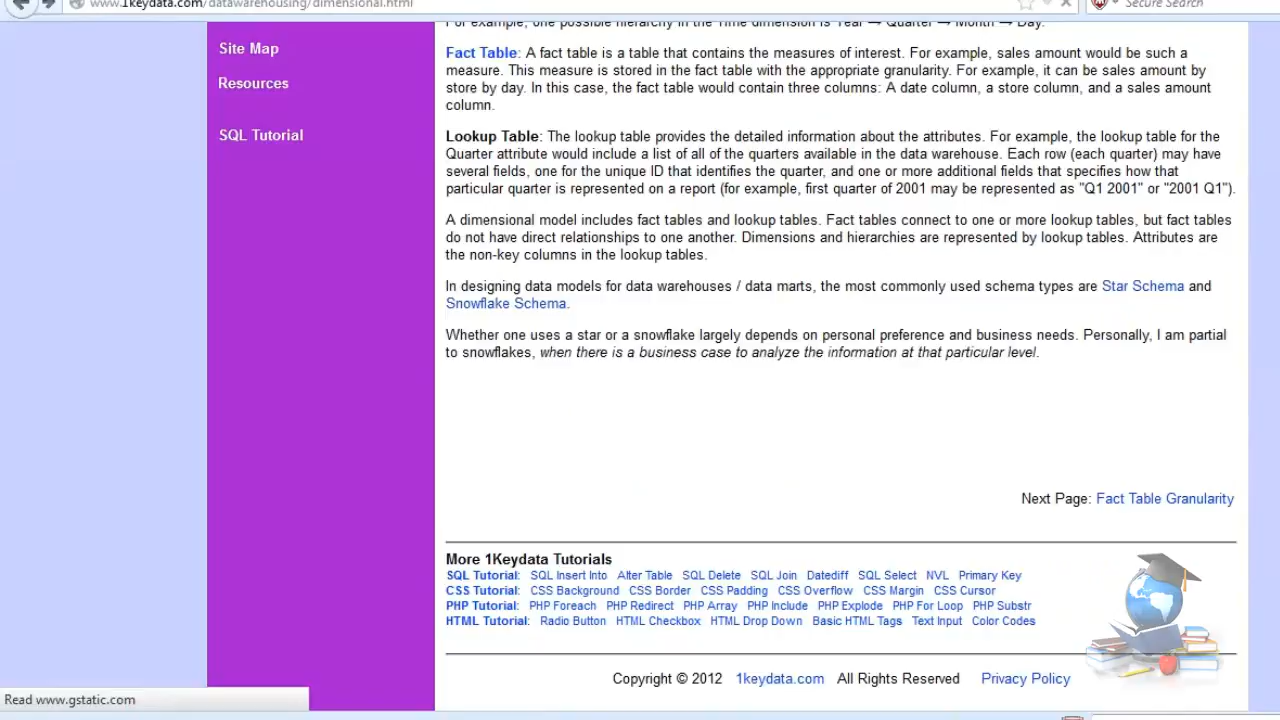 www.1keydata.com/datawarehousing/dimensional.html
Secure Search
Site Map
Resources
SQL Tutorial
For example, one possible hierarchy in the Time dimension is Year → Quarter → Month → Day.
Fact Table: A fact table is a table that contains the measures of interest. For example, sales amount would be such a
measure. This measure is stored in the fact table with the appropriate granularity. For example, it can be sales amount by
store by day. In this case, the fact table would contain three columns: A date column, a store column, and a sales amount
column.
Lookup Table: The lookup table provides the detailed information about the attributes. For example, the lookup table for the
Quarter attribute would include a list of all of the quarters available in the data warehouse. Each row (each quarter) may have
several fields, one for the unique ID that identifies the quarter, and one or more additional fields that specifies how that
particular quarter is represented on a report (for example, first quarter of 2001 may be represented as "Q1 2001" or "2001 Q1").
A dimensional model includes fact tables and lookup tables. Fact tables connect to one or more lookup tables, but fact tables
do not have direct relationships to one another. Dimensions and hierarchies are represented by lookup tables. Attributes are
the non-key columns in the lookup tables.
In designing data models for data warehouses / data marts, the most commonly used schema types are Star Schema and
Snowflake Schema.
Whether one uses a star or a snowflake largely depends on personal preference and business needs. Personally, I am partial
to snowflakes, when there is a business case to analyze the information at that particular level.
Next Page: Fact Table Granularity
More 1Keydata Tutorials
SQL Tutorial: SQL Insert Into Alter Table SQL Delete SQL Join Datediff SQL Select NVL Primary Key
CSS Tutorial: CSS Background CSS Border CSS Padding CSS Overflow CSS Margin CSS Cursor
PHP Tutorial: PHP Foreach PHP Redirect PHP Array PHP Include PHP Explode PHP For Loop PHP Substr
HTML Tutorial: Radio Button HTML Checkbox HTML Drop Down Basic HTML Tags Text Input Color Codes
Copyright © 2012 1keydata.com All Rights Reserved Privacy Policy
Read www.gstatic.com